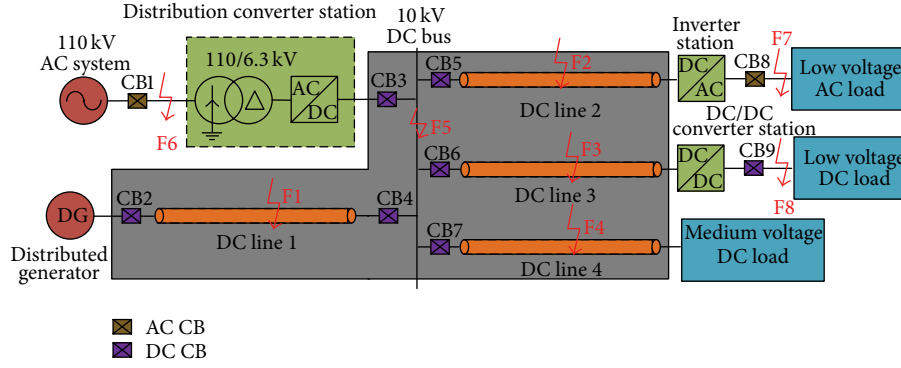 Distribution converter station
10 kV
DC bus
110 kV
AC system
CB1
F6
110/6.3 kV
AC
DC
CB3
CB5
F2
DC line 2
Inverter
station
DC
AC
CB8
F7
Low voltage
AC load
F5
CB6
F3
DC line 3
DC/DC
converter station
DC
DC
CB9
F8
Low voltage
DC load
DG
Distributed
generator
CB2
F1
DC line 1
CB4
CB7
F4
DC line 4
Medium voltage
DC load
AC CB
DC CB